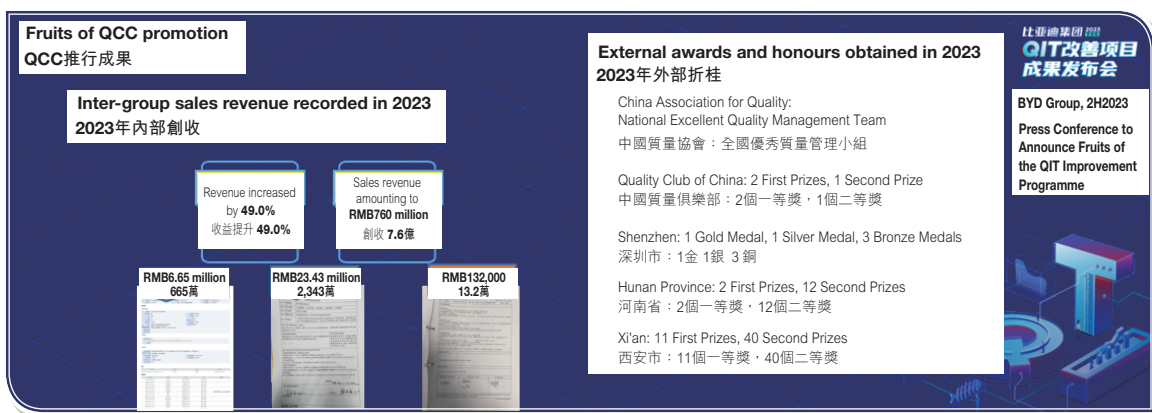 Fruits of QCC promotion
QCC推行成果
Inter-group sales revenue recorded in 2023
2023年內部創收
Revenue increased
by 49.0%
收益提升 49.0%
Sales revenue
amounting to
RMB760 million
創收 7.6億
RMB6.65 million
665萬
RMB23.43 million
2,343萬
RMB132,000
13.2萬
External awards and honours obtained in 2023
2023年外部折桂
China Association for Quality:
National Excellent Quality Management Team
中國質量協會：全國優秀質量管理小組
Quality Club of China: 2 First Prizes, 1 Second Prize
中國質量俱樂部：2個一等獎，1個二等獎
Shenzhen: 1 Gold Medal, 1 Silver Medal, 3 Bronze Medals
深圳市：1金 1銀 3 銅
Hunan Province: 2 First Prizes, 12 Second Prizes
河南省：2個一等獎，12個二等獎
Xi'an: 11 First Prizes, 40 Second Prizes
西安市：11個一等獎，40個二等獎
比亚迪集团 2023
QIT改善项目
成果发布会
BYD Group, 2H2023
Press Conference to
Announce Fruits of
the QIT Improvement
Programme